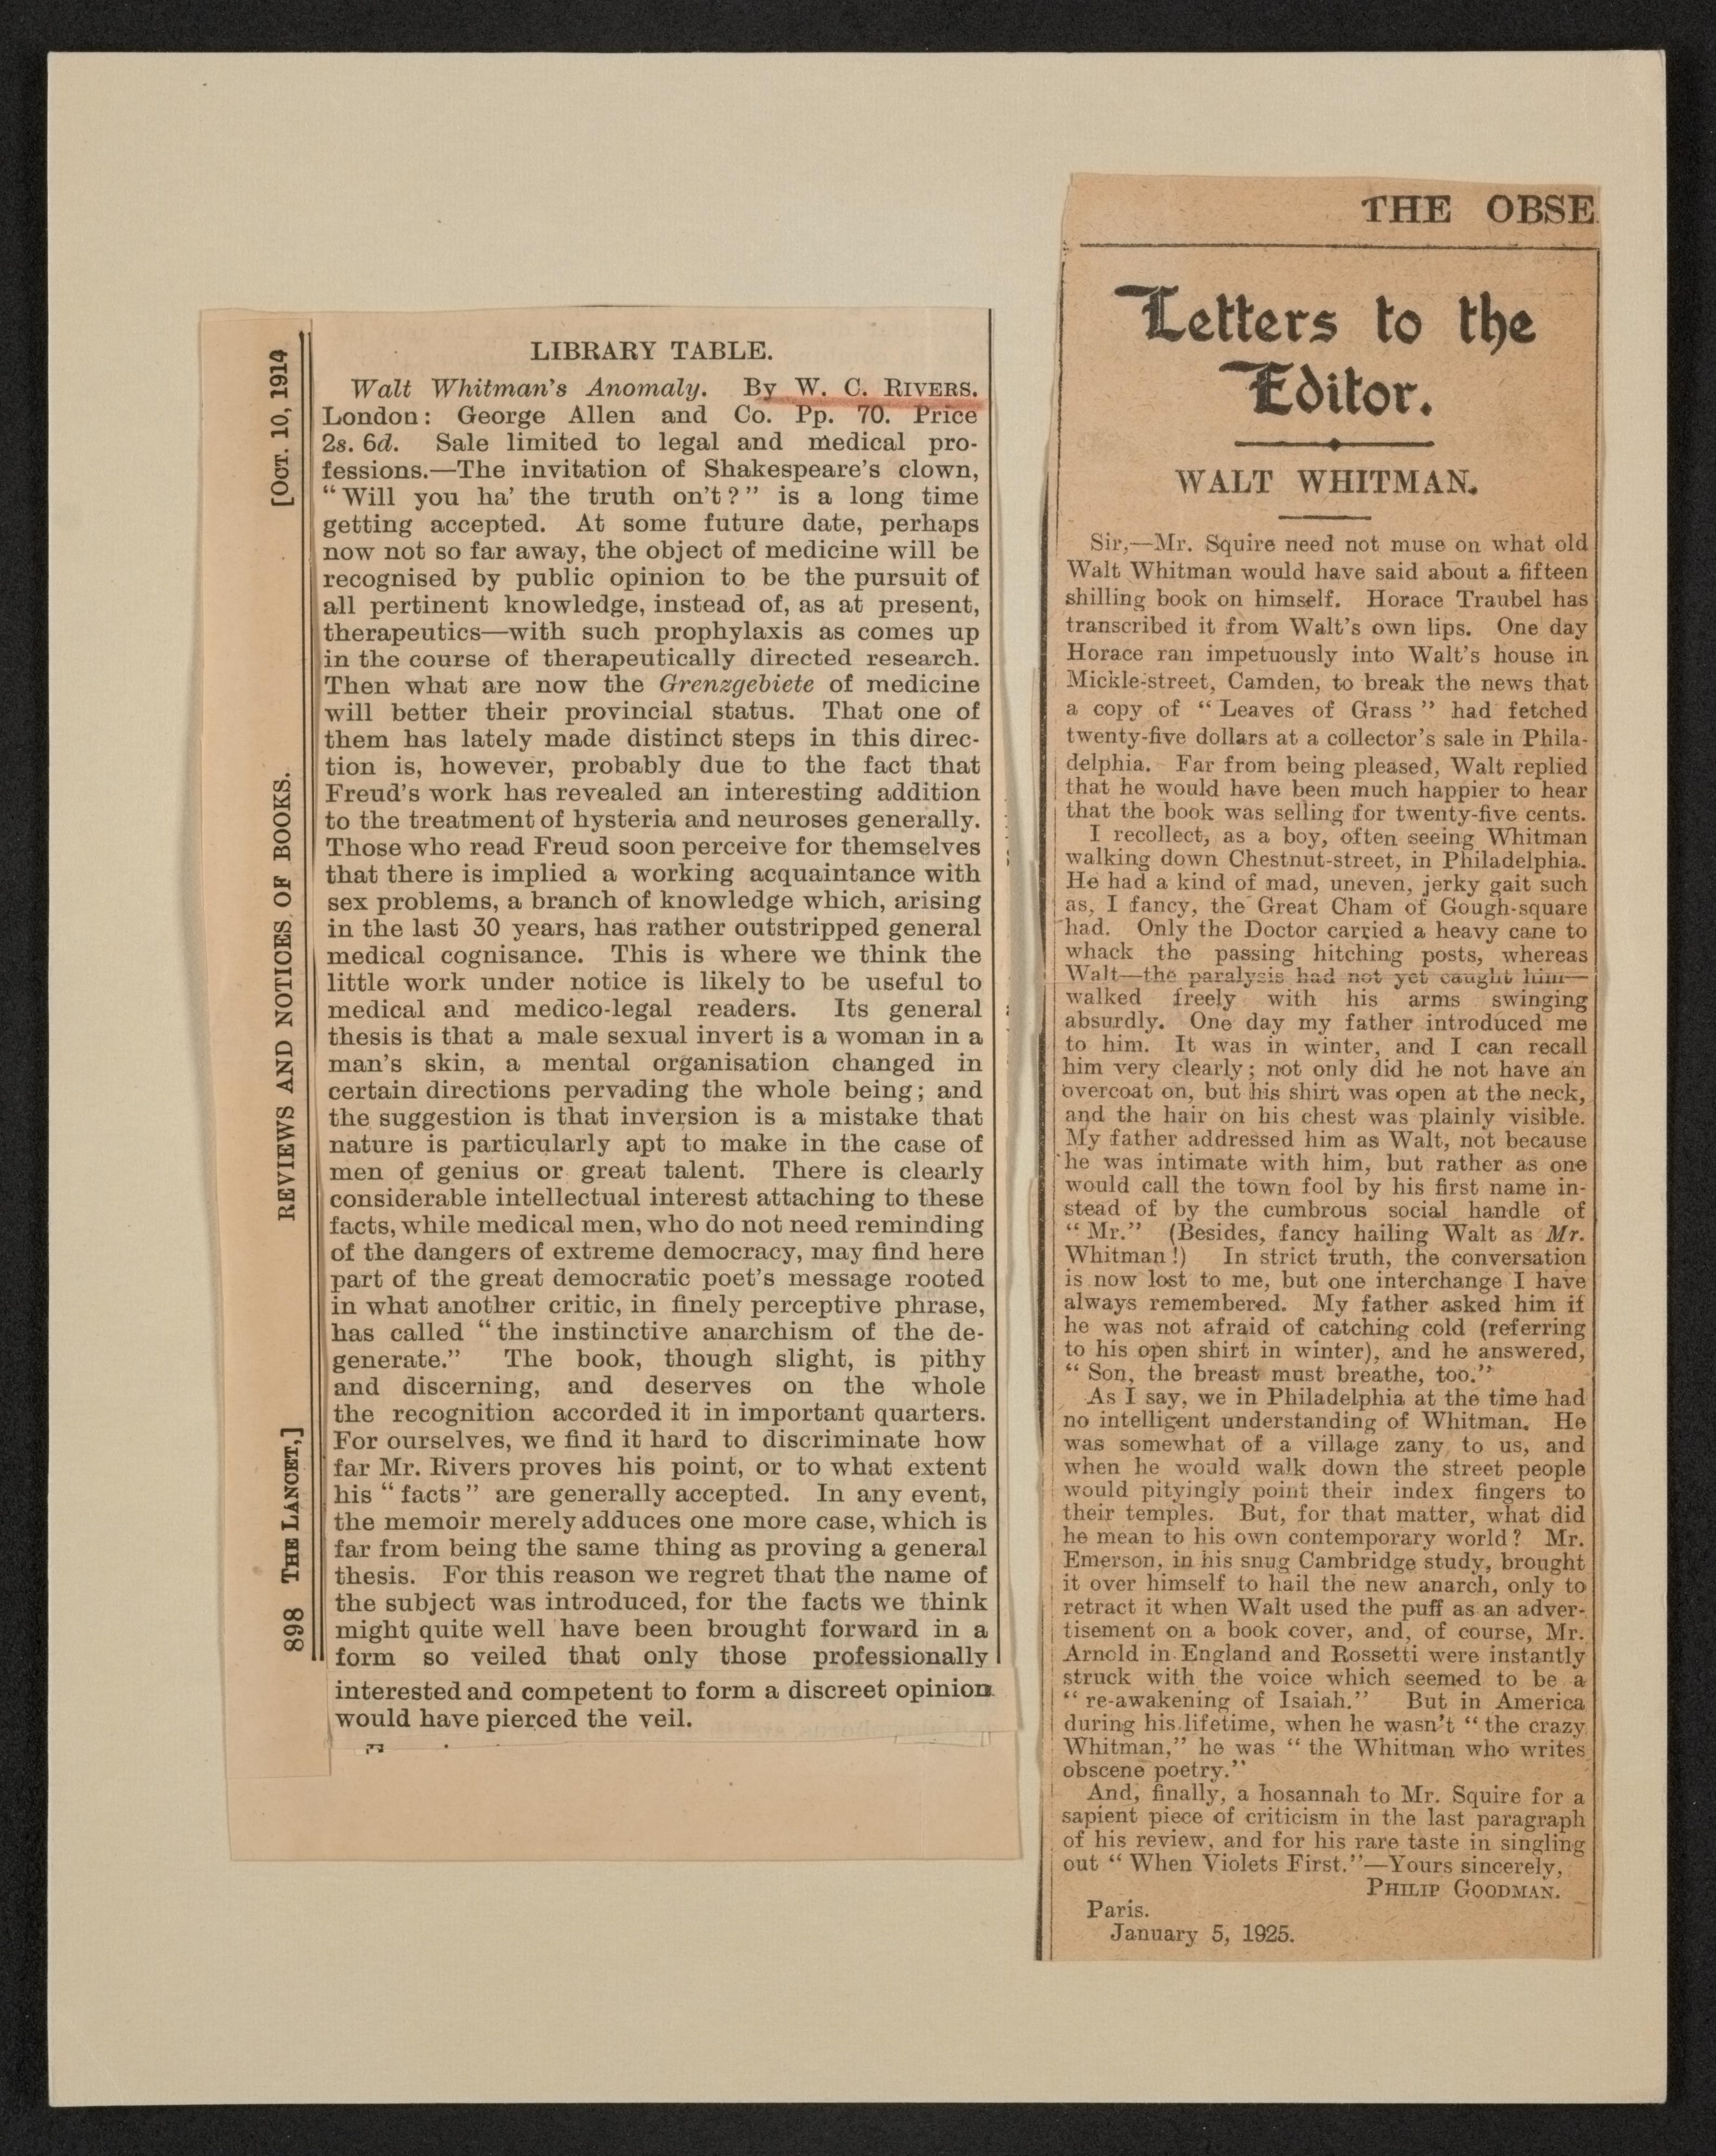 898 THE LANCET,] REVIEWS AND NOTICES OF BOOKS. [OCT. 10, 1914
LIBRARY TABLE.
Walt Whitman's Anomaly. By W. C. RIVERS.
London: George Allen and Co. Pp. 70. Price
2s. 6d. Sale limited to legal and medical pro-
fessions.—The invitation of Shakespeare's clown,
“Will you ha' the truth on't?” is a long time
getting accepted. At some future date, perhaps
now not so far away, the object of medicine will be
recognised by public opinion to be the pursuit of
all pertinent knowledge, instead of, as at present,
therapeutics—with such prophylaxis as comes up
in the course of therapeutically directed research.
Then what are now the Grenzgebiete of medicine
will better their provincial status. That one of
them has lately made distinct steps in this direc-
tion is, however, probably due to the fact that
Freud's work has revealed an interesting addition
to the treatment of hysteria and neuroses generally.
Those who read Freud soon perceive for themselves
that there is implied a working acquaintance with
sex problems, a branch of knowledge which, arising
in the last 30 years, has rather outstripped general
medical cognisance. This is where we think the
little work under notice is likely to be useful to
medical and medico-legal readers. Its general
thesis is that a male sexual invert is a woman in a
man's skin, a mental organisation changed in
certain directions pervading the whole being; and
the suggestion is that inversion is a mistake that
nature is particularly apt to make in the case of
men of genius or great talent. There is clearly
considerable intellectual interest attaching to these
facts, while medical men, who do not need reminding
of the dangers of extreme democracy, may find here
part of the great democratic poet's message rooted
in what another critic, in finely perceptive phrase,
has called “the instinctive anarchism of the de-
generate.” The book, though slight, is pithy
and discerning, and deserves on the whole
the recognition accorded it in important quarters.
For ourselves, we find it hard to discriminate how
far Mr. Rivers proves his point, or to what extent
his “facts” are generally accepted. In any event,
the memoir merely adduces one more case, which is
far from being the same thing as proving a general
thesis. For this reason we regret that the name of
the subject was introduced, for the facts we think
might quite well have been brought forward in a
form so veiled that only those professionally
interested and competent to form a discreet opinion
would have pierced the veil.
THE OBSE
Letters to the
Editor.
WALT WHITMAN.
Sir,—Mr. Squire need not muse on what old
Walt Whitman would have said about a fifteen
shilling book on himself. Horace Traubel has
transcribed it from Walt's own lips. One day
Horace ran impetuously into Walt's house in
Mickle-street, Camden, to break the news that
a copy of “Leaves of Grass” had fetched
twenty-five dollars at a collector's sale in Phila-
delphia. Far from being pleased, Walt replied
that he would have been much happier to hear
that the book was selling for twenty-five cents.
I recollect, as a boy, often seeing Whitman
walking down Chestnut-street, in Philadelphia.
He had a kind of mad, uneven, jerky gait such
as, I fancy, the Great Cham of Gough-square
had. Only the Doctor carried a heavy cane to
whack the passing hitching posts, whereas
Walt—the paralysis had not yet caught him—
walked freely with his arms swinging
absurdly. One day my father introduced me
to him. It was in winter, and I can recall
him very clearly; not only did he not have an
overcoat on, but his shirt was open at the neck,
and the hair on his chest was plainly visible.
My father addressed him as Walt, not because
he was intimate with him, but rather as one
would call the town fool by his first name in-
stead of by the cumbrous social handle of
“Mr.” (Besides, fancy hailing Walt as Mr.
Whitman!) In strict truth, the conversation
is now lost to me, but one interchange I have
always remembered. My father asked him if
he was not afraid of catching cold (referring
to his open shirt in winter), and he answered,
“Son, the breast must breathe, too.”
As I say, we in Philadelphia at the time had
no intelligent understanding of Whitman. He
was somewhat of a village zany to us, and
when he would walk down the street people
would pityingly point their index fingers to
their temples. But, for that matter, what did
he mean to his own contemporary world? Mr.
Emerson, in his snug Cambridge study, brought
it over himself to hail the new anarch, only to
retract it when Walt used the puff as an adver-
tisement on a book cover, and, of course, Mr.
Arnold in England and Rossetti were instantly
struck with the voice which seemed to be a
“re-awakening of Isaiah.” But in America
during his lifetime, when he wasn't “the crazy
Whitman,” he was “the Whitman who writes
obscene poetry.”
And, finally, a hosannah to Mr. Squire for a
sapient piece of criticism in the last paragraph
of his review, and for his rare taste in singling
out “When Violets First.”—Yours sincerely,
PHILIP GOODMAN.
Paris.
January 5, 1925.